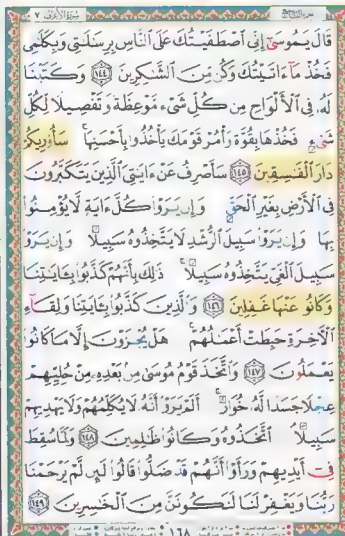 سورة الأعراف ٧
قَالَ يَـٰمُوسَىٰٓ إِنِّى ٱصْطَفَيْتُكَ عَلَى ٱلنَّاسِ بِرِسَـٰلَـٰتِى وَبِكَلَـٰمِى
فَخُذْ مَآ ءَاتَيْتُكَ وَكُن مِّنَ ٱلشَّـٰكِرِينَ ١٤٤ وَكَتَبْنَا
لَهُۥ فِى ٱلْأَلْوَاحِ مِن كُلِّ شَىْءٍ مَّوْعِظَةً وَتَفْصِيلًا لِّكُلِّ
شَىْءٍ فَخُذْهَا بِقُوَّةٍ وَأْمُرْ قَوْمَكَ يَأْخُذُوا۟ بِأَحْسَنِهَا سَأُو۟رِيكُمْ
دَارَ ٱلْفَـٰسِقِينَ ١٤٥ سَأَصْرِفُ عَنْ ءَايَـٰتِىَ ٱلَّذِينَ يَتَكَبَّرُونَ
فِى ٱلْأَرْضِ بِغَيْرِ ٱلْحَقِّ وَإِن يَرَوْا۟ كُلَّ ءَايَةٍ لَّا يُؤْمِنُوا۟
بِهَا وَإِن يَرَوْا۟ سَبِيلَ ٱلرُّشْدِ لَا يَتَّخِذُوهُ سَبِيلًا وَإِن يَرَوْا۟
سَبِيلَ ٱلْغَىِّ يَتَّخِذُوهُ سَبِيلًا ذَٰلِكَ بِأَنَّهُمْ كَذَّبُوا۟ بِـَٔايَـٰتِنَا
وَكَانُوا۟ عَنْهَا غَـٰفِلِينَ ١٤٦ وَٱلَّذِينَ كَذَّبُوا۟ بِـَٔايَـٰتِنَا وَلِقَآءِ
ٱلْـَٔاخِرَةِ حَبِطَتْ أَعْمَـٰلُهُمْ هَلْ يُجْزَوْنَ إِلَّا مَا كَانُوا۟
يَعْمَلُونَ ١٤٧ وَٱتَّخَذَ قَوْمُ مُوسَىٰ مِنۢ بَعْدِهِۦ مِنْ حُلِيِّهِمْ
عِجْلًا جَسَدًا لَّهُۥ خُوَارٌ أَلَمْ يَرَوْا۟ أَنَّهُۥ لَا يُكَلِّمُهُمْ وَلَا يَهْدِيهِمْ
سَبِيلًا ٱتَّخَذُوهُ وَكَانُوا۟ ظَـٰلِمِينَ ١٤٨ وَلَمَّا سُقِطَ
فِىٓ أَيْدِيهِمْ وَرَأَوْا۟ أَنَّهُمْ قَدْ ضَلُّوا۟ قَالُوا۟ لَئِن لَّمْ يَرْحَمْنَا
رَبُّنَا وَيَغْفِرْ لَنَا لَنَكُونَنَّ مِنَ ٱلْخَـٰسِرِينَ ١٤٩
١٦٨